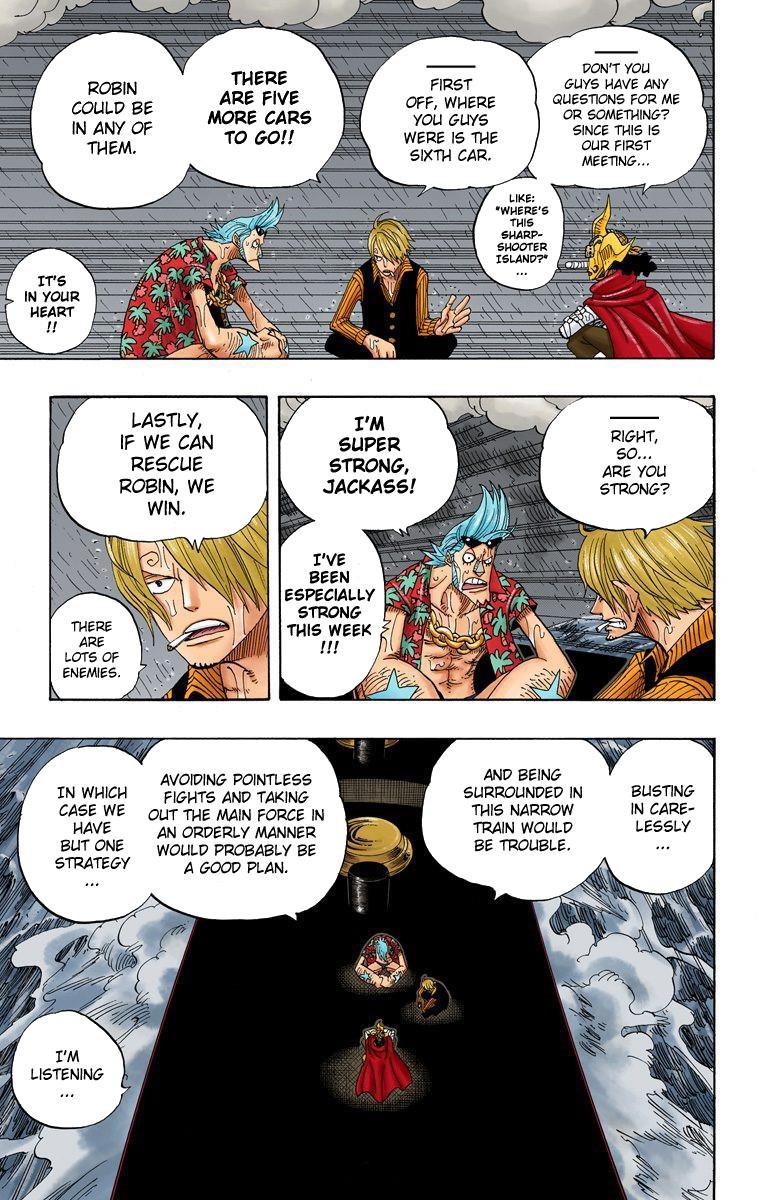 DON'T YOU
GUYS HAVE ANY
QUESTIONS FOR ME
OR SOMETHING?
SINCE THIS IS
OUR FIRST
MEETING...
LIKE:
"WHERE'S
THIS
SHARP-
SHOOTER
ISLAND?"
...
FIRST
OFF, WHERE
YOU GUYS
WERE IS THE
SIXTH CAR.
THERE
ARE FIVE
MORE CARS
TO GO!!
ROBIN
COULD BE
IN ANY OF
THEM.
IT'S
IN YOUR
HEART
!!
RIGHT,
SO...
ARE YOU
STRONG?
I'M
SUPER
STRONG,
JACKASS!
I'VE
BEEN
ESPECIALLY
STRONG
THIS WEEK
!!!
LASTLY,
IF WE CAN
RESCUE
ROBIN, WE
WIN.
THERE
ARE
LOTS OF
ENEMIES.
BUSTING
IN CARE-
LESSLY
...
AND BEING
SURROUNDED IN
THIS NARROW
TRAIN WOULD
BE TROUBLE.
AVOIDING POINTLESS
FIGHTS AND TAKING
OUT THE MAIN FORCE IN
AN ORDERLY MANNER
WOULD PROBABLY BE
A GOOD PLAN.
IN WHICH
CASE WE
HAVE
BUT ONE
STRATEGY
...
I'M
LISTENING
...